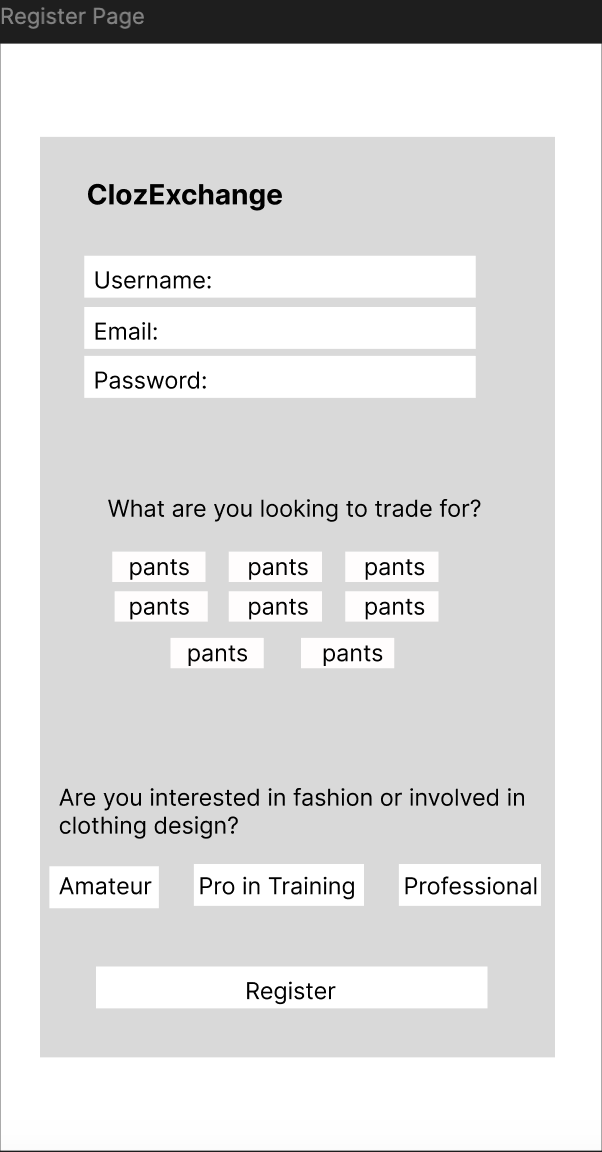 Register Page
ClozExchange
Username:
Email:
Password:
What are you looking to trade for?
pants pants pants
pants pants pants
pants pants
Are you interested in fashion or involved in
clothing design?
Amateur Pro in Training Professional
Register